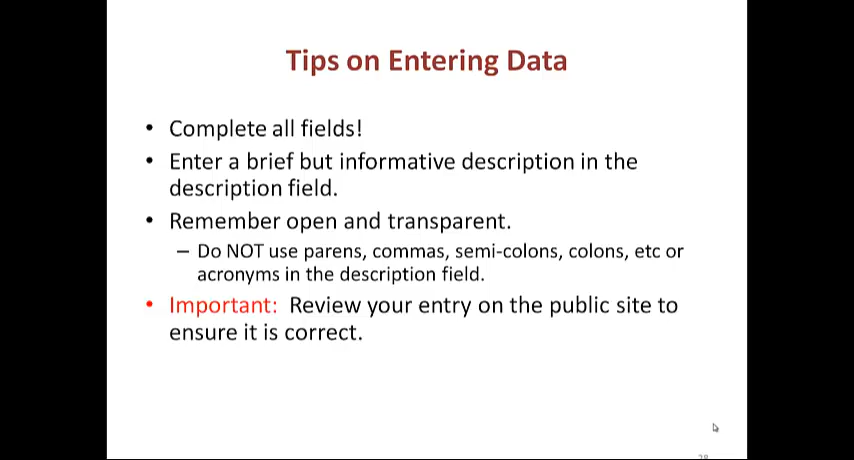 Tips on Entering Data
• Complete all fields!
• Enter a brief but informative description in the
description field.
• Remember open and transparent.
– Do NOT use parens, commas, semi-colons, colons, etc or
acronyms in the description field.
• Important: Review your entry on the public site to
ensure it is correct.